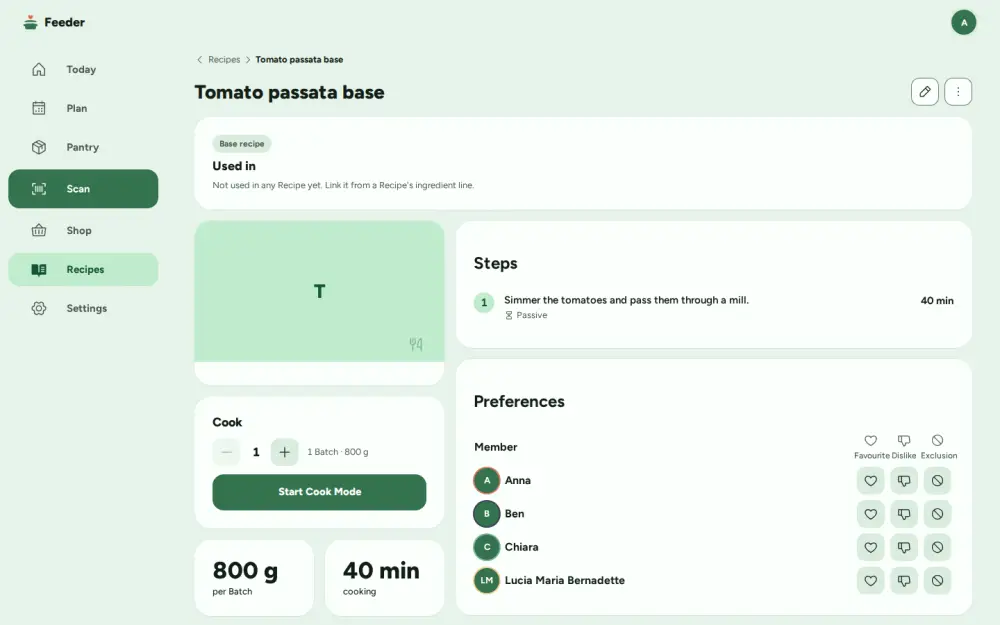 Feeder
A
Today
Plan
Pantry
Scan
Shop
Recipes
Settings
Recipes
Tomato passata base
Tomato passata base
Base recipe
Used in
Not used in any Recipe yet. Link it from a Recipe's ingredient line.
T
Cook
1
1 Batch · 800 g
Start Cook Mode
800 g
per Batch
40 min
cooking
Steps
1
Simmer the tomatoes and pass them through a mill.
40 min
Passive
Preferences
Member
Favourite Dislike Exclusion
A Anna
B Ben
C Chiara
LM Lucia Maria Bernadette